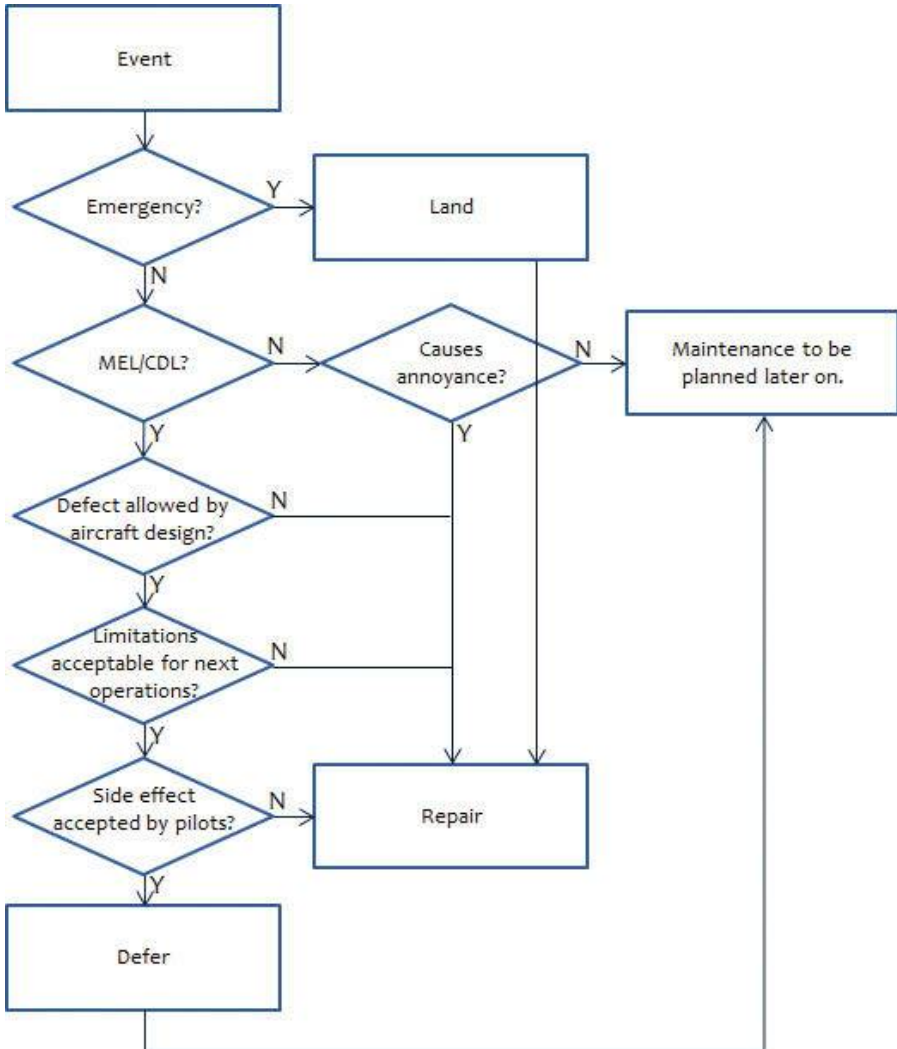 Event
Emergency?
Y
Land
N
MEL/CDL?
N
Causes
annoyance?
N
Maintenance to be
planned later on.
Y
Y
Defect allowed by
aircraft design?
N
Y
Limitations
acceptable for next
operations?
N
Y
Side effect
accepted by pilots?
N
Repair
Y
Defer